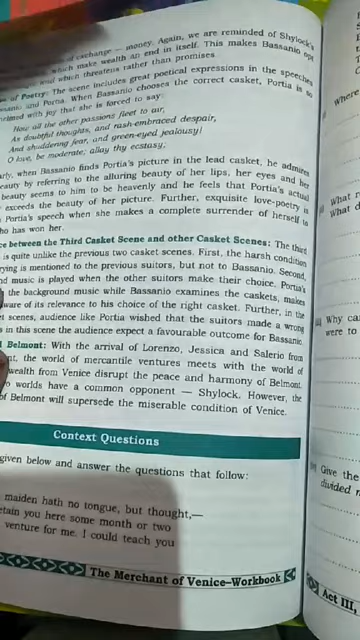 exchange — money. Again, we are reminded of Shylock's
which make wealth an end in itself. This makes Bassanio opt
lead which threatens rather than promises.
of Poetry: The scene includes great poetical expressions in the speeches
and Portia. When Bassanio chooses the correct casket, Portia is so
with joy that she is forced to say:
How all the other passions fleet to air,
As doubtful thoughts, and rash-embraced despair,
And shuddering fear, and green-eyed jealousy!
O love, be moderate; allay thy ecstasy;
when Bassanio finds Portia's picture in the lead casket, he admires
beauty by referring to the alluring beauty of her lips, her eyes and her
beauty seems to him to be heavenly and he feels that Portia's actual
exceeds the beauty of her picture. Further, exquisite love-poetry is
Portia's speech when she makes a complete surrender of herself to
who has won her.
between the Third Casket Scene and other Casket Scenes: The third
is quite unlike the previous two casket scenes. First, the harsh condition
is mentioned to the previous suitors, but not to Bassanio. Second,
music is played when the other suitors make their choice. Portia's
the background music while Bassanio examines the caskets, makes
aware of its relevance to his choice of the right casket. Further, in the
scenes, audience like Portia wished that the suitors made a wrong
in this scene the audience expect a favourable outcome for Bassanio.
Belmont: With the arrival of Lorenzo, Jessica and Salerio from
the world of mercantile ventures meets with the world of
wealth from Venice disrupt the peace and harmony of Belmont.
worlds have a common opponent — Shylock. However, the
of Belmont will supersede the miserable condition of Venice.
Context Questions
given below and answer the questions that follow:
maiden hath no tongue, but thought,—
you here some month or two
venture for me. I could teach you
The Merchant of Venice–Workbook
Where
What
What d
Why ca
were to
Give the
divided
Act III,